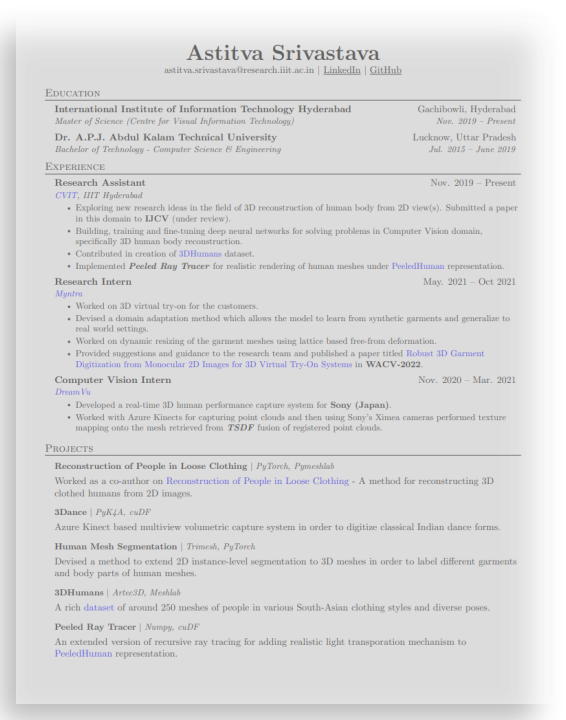 Astitva Srivastava
astitva.srivastava@research.iiit.ac.in | LinkedIn | GitHub
Education
International Institute of Information Technology Hyderabad Gachibowli, Hyderabad
Master of Science (Centre for Visual Information Technology) Nov. 2019 – Present
Dr. A.P.J. Abdul Kalam Technical University Lucknow, Uttar Pradesh
Bachelor of Technology - Computer Science & Engineering Jul. 2015 – June 2019
Experience
Research Assistant Nov. 2019 – Present
CVIT, IIIT Hyderabad
• Exploring new research ideas in the field of 3D reconstruction of human body from 2D view(s). Submitted a paper
in this domain to IJCV (under review).
• Building, training and fine-tuning deep neural networks for solving problems in Computer Vision domain,
specifically 3D human body reconstruction.
• Contributed in creation of 3DHumans dataset.
• Implemented Peeled Ray Tracer for realistic rendering of human meshes under PeeledHuman representation.
Research Intern May. 2021 – Oct 2021
Myntra
• Worked on 3D virtual try-on for the customers.
• Devised a domain adaptation method which allows the model to learn from synthetic garments and generalize to
real world settings.
• Worked on dynamic resizing of the garment meshes using lattice based free-from deformation.
• Provided suggestions and guidance to the research team and published a paper titled Robust 3D Garment
Digitization from Monocular 2D Images for 3D Virtual Try-On Systems in WACV-2022.
Computer Vision Intern Nov. 2020 – Mar. 2021
DreamVu
• Developed a real-time 3D human performance capture system for Sony (Japan).
• Worked with Azure Kinects for capturing point clouds and then using Sony's Ximea cameras performed texture
mapping onto the mesh retrieved from TSDF fusion of registered point clouds.
Projects
Reconstruction of People in Loose Clothing | PyTorch, Pymeshlab
Worked as a co-author on Reconstruction of People in Loose Clothing - A method for reconstructing 3D
clothed humans from 2D images.
3Dance | PyK4A, cuDF
Azure Kinect based multiview volumetric capture system in order to digitize classical Indian dance forms.
Human Mesh Segmentation | Trimesh, PyTorch
Devised a method to extend 2D instance-level segmentation to 3D meshes in order to label different garments
and body parts of human meshes.
3DHumans | Artec3D, Meshlab
A rich dataset of around 250 meshes of people in various South-Asian clothing styles and diverse poses.
Peeled Ray Tracer | Numpy, cuDF
An extended version of recursive ray tracing for adding realistic light transporation mechanism to
PeeledHuman representation.